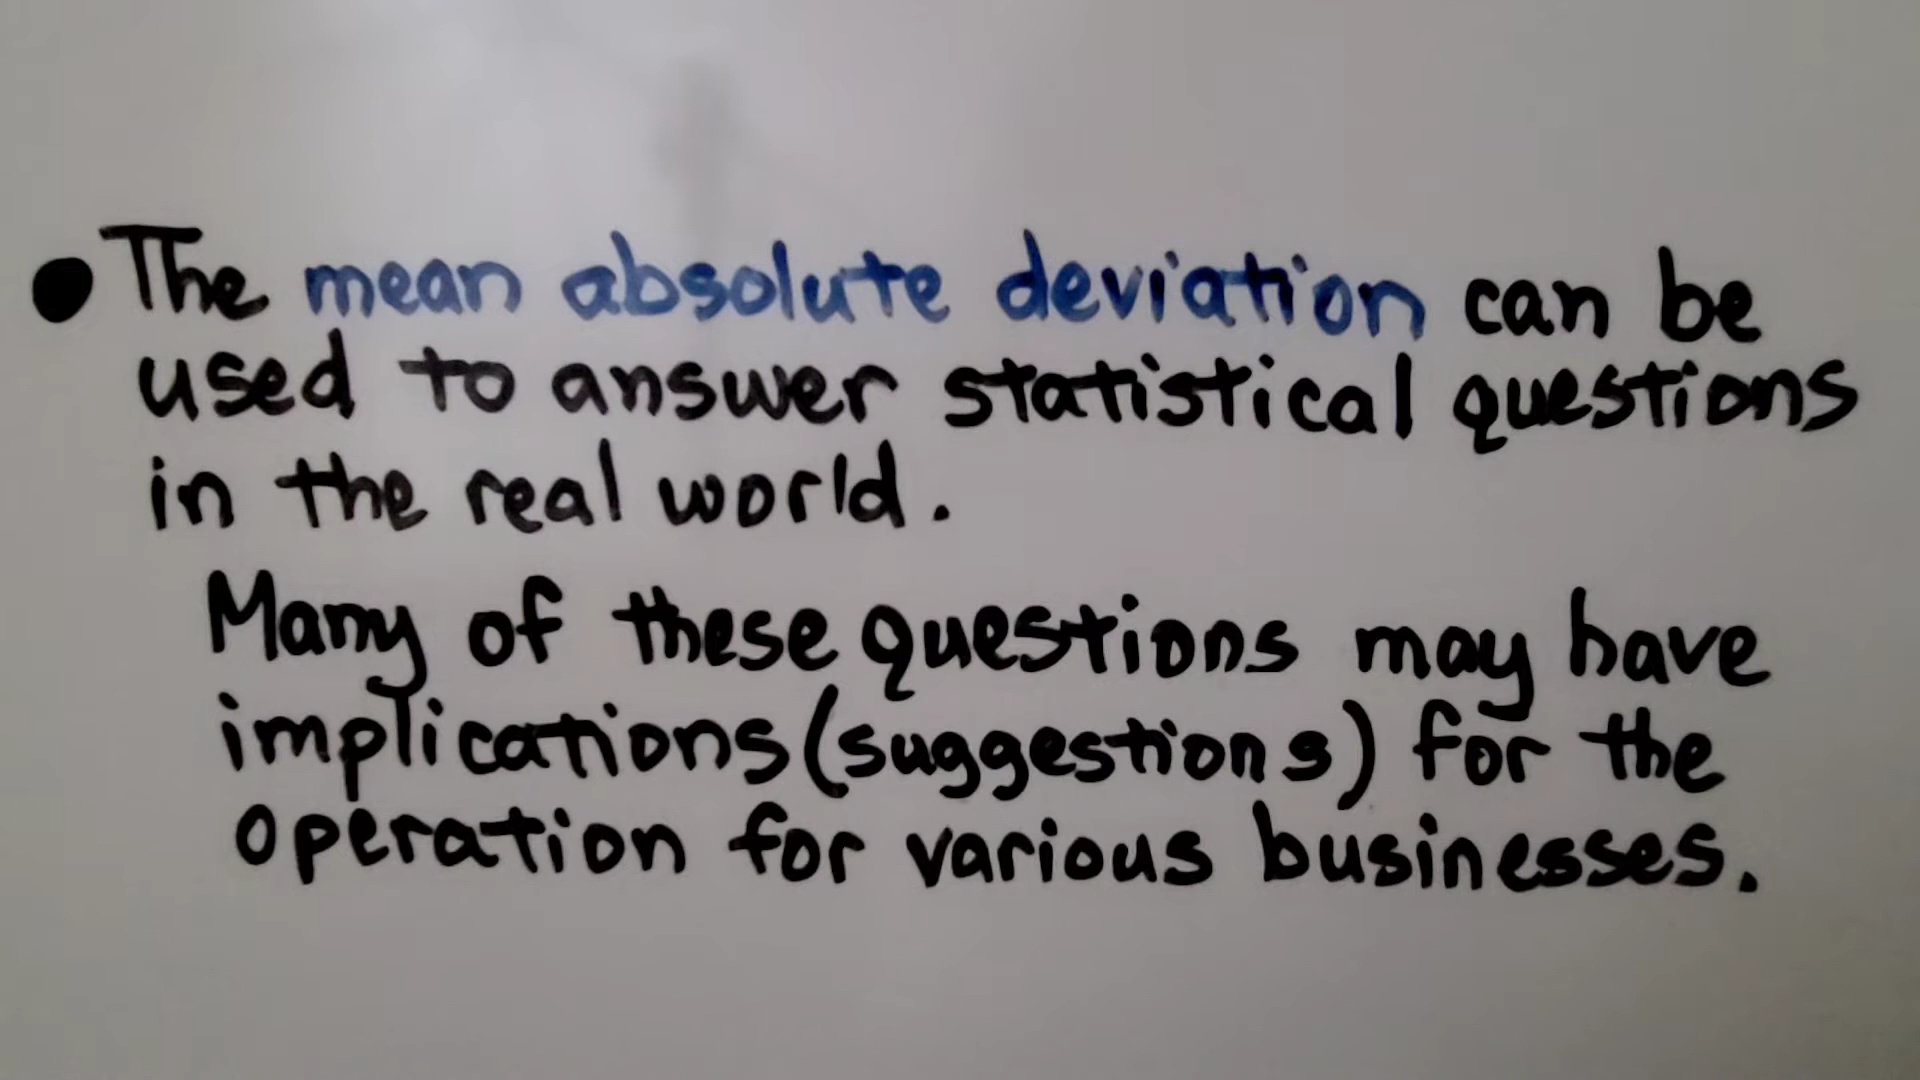 • The mean absolute deviation can be
used to answer statistical questions
in the real world.
Many of these questions may have
implications (suggestions) for the
operation for various businesses.